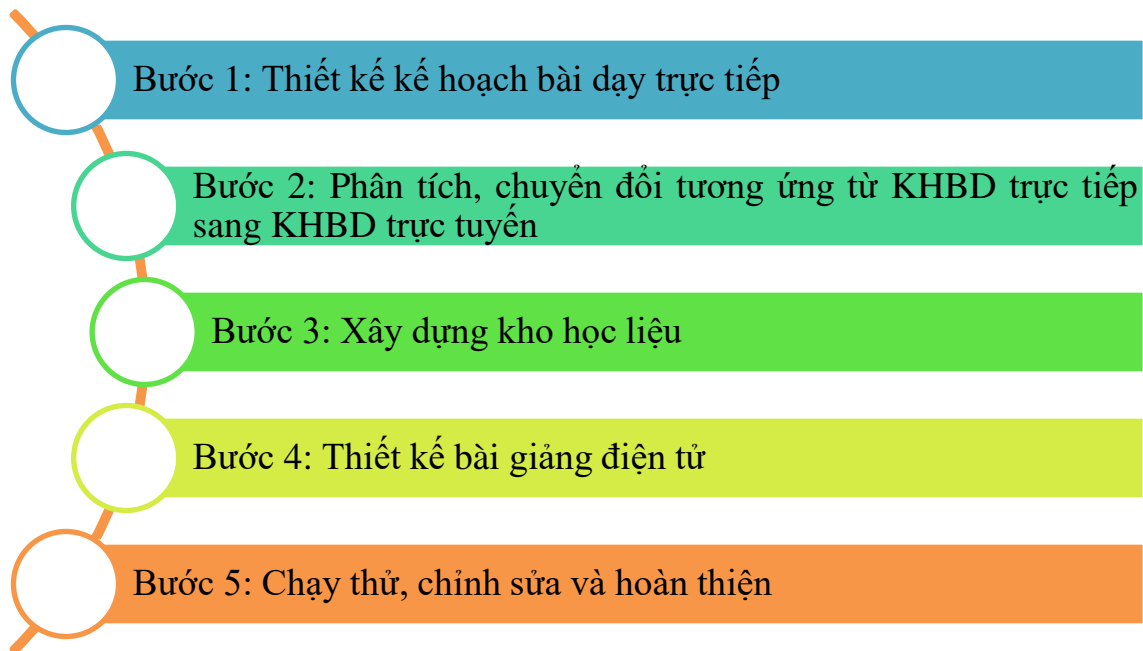 Bước 1: Thiết kế kế hoạch bài dạy trực tiếp
Bước 2: Phân tích, chuyển đổi tương ứng từ KHBD trực tiếp
sang KHBD trực tuyến
Bước 3: Xây dựng kho học liệu
Bước 4: Thiết kế bài giảng điện tử
Bước 5: Chạy thử, chỉnh sửa và hoàn thiện